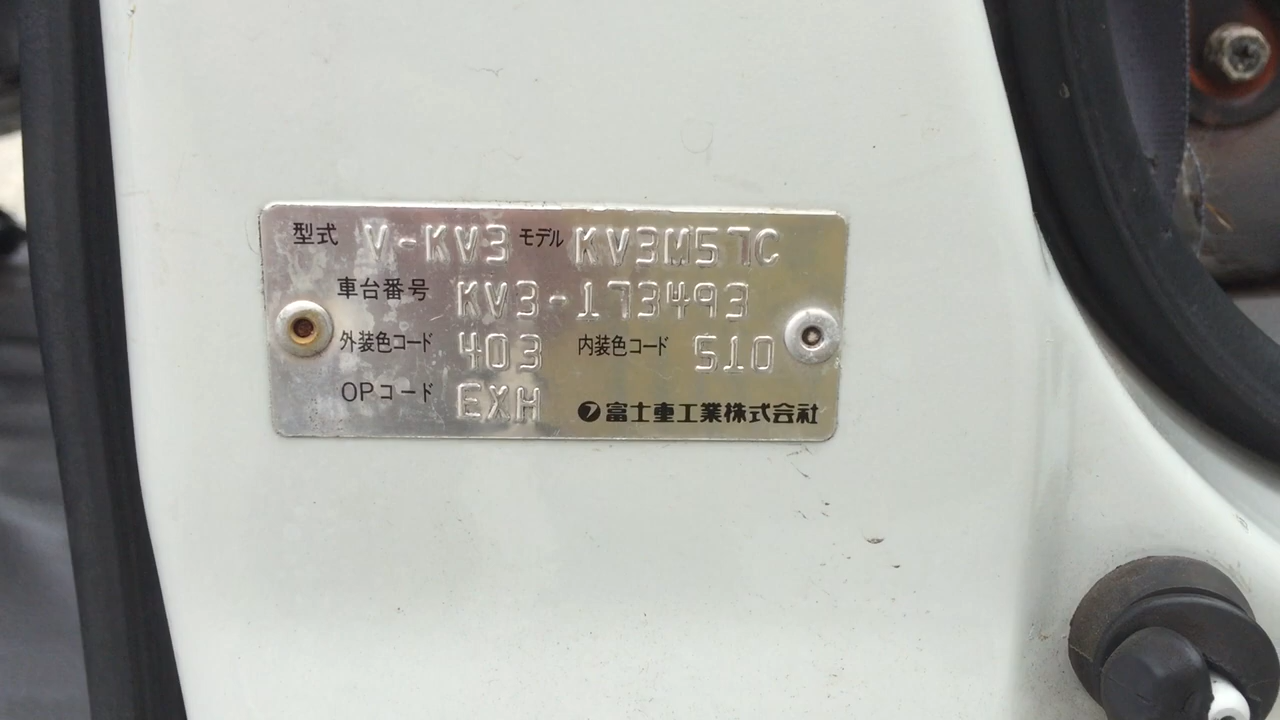 型式 V-KV3 モデル KV3M57C
車台番号 KV3-173493
外装色コード 403 内装色コード 510
OPコード EXH 富士重工業株式会社